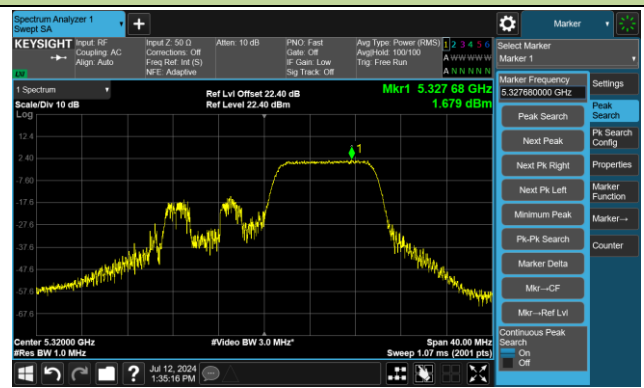 Spectrum Analyzer 1
Swept SA
Marker
KEYSIGHT
Input: RF
Coupling: AC
Align: Auto
Input Z: 50 Ω
Corrections: Off
Freq Ref: Int (S)
NFE: Adaptive
Atten: 10 dB
PNO: Fast
Gate: Off
IF Gain: Low
Sig Track: Off
Avg Type: Power (RMS)
Avg|Hold: 100/100
Trig: Free Run
1 2 3 4 5 6
A W W W W W
A N N N N N
LXI
Select Marker
Marker 1
1 Spectrum
Scale/Div 10 dB
Log
Ref Lvl Offset 22.40 dB
Ref Level 22.40 dBm
Mkr1 5.327 68 GHz
1.679 dBm
12.4
2.40
-7.60
-17.6
-27.6
-37.6
-47.6
-57.6
-67.6
1
Center 5.32000 GHz
#Res BW 1.0 MHz
#Video BW 3.0 MHz*
Span 40.00 MHz
Sweep 1.07 ms (2001 pts)
Marker Frequency
5.327680000 GHz
Peak Search
Next Peak
Next Pk Right
Next Pk Left
Minimum Peak
Pk-Pk Search
Marker Delta
Mkr→CF
Mkr→Ref Lvl
Continuous Peak
Search
On
Off
Settings
Peak
Search
Pk Search
Config
Properties
Marker
Function
Marker→
Counter
?
Jul 12, 2024
1:35:16 PM